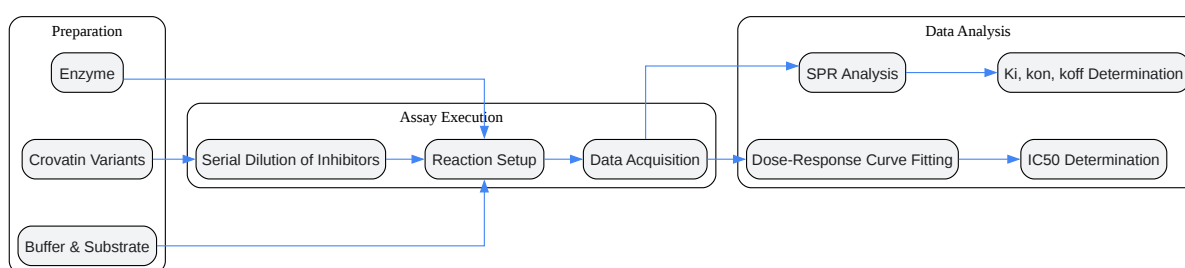 Preparation
Enzyme
Crovatin Variants
Buffer & Substrate
Assay Execution
Serial Dilution of Inhibitors
Reaction Setup
Data Acquisition
Data Analysis
SPR Analysis
Ki, kon, koff Determination
Dose-Response Curve Fitting
IC50 Determination